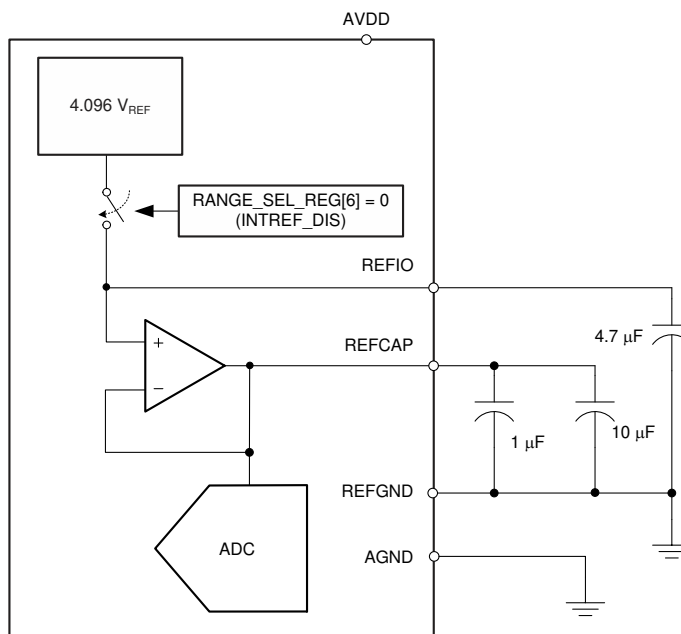 AVDD
4.096 VREF
RANGE_SEL_REG[6] = 0
(INTREF_DIS)
REFIO
4.7 μF
+
REFCAP
−
1 μF
10 μF
REFGND
ADC
AGND